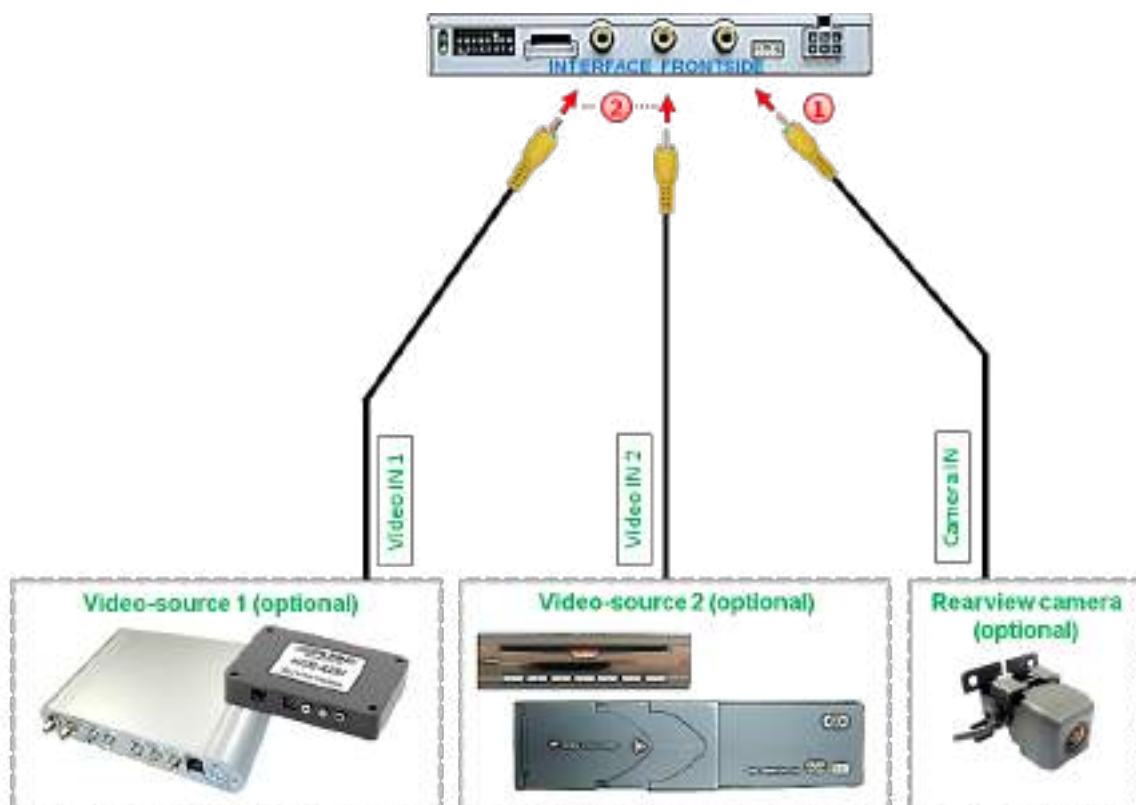 INTERFACE FRONTSIDE
2
1
Video IN 1
Video IN 2
Camera IN
Video-source 1 (optional)
Video-source 2 (optional)
Rearview camera
(optional)